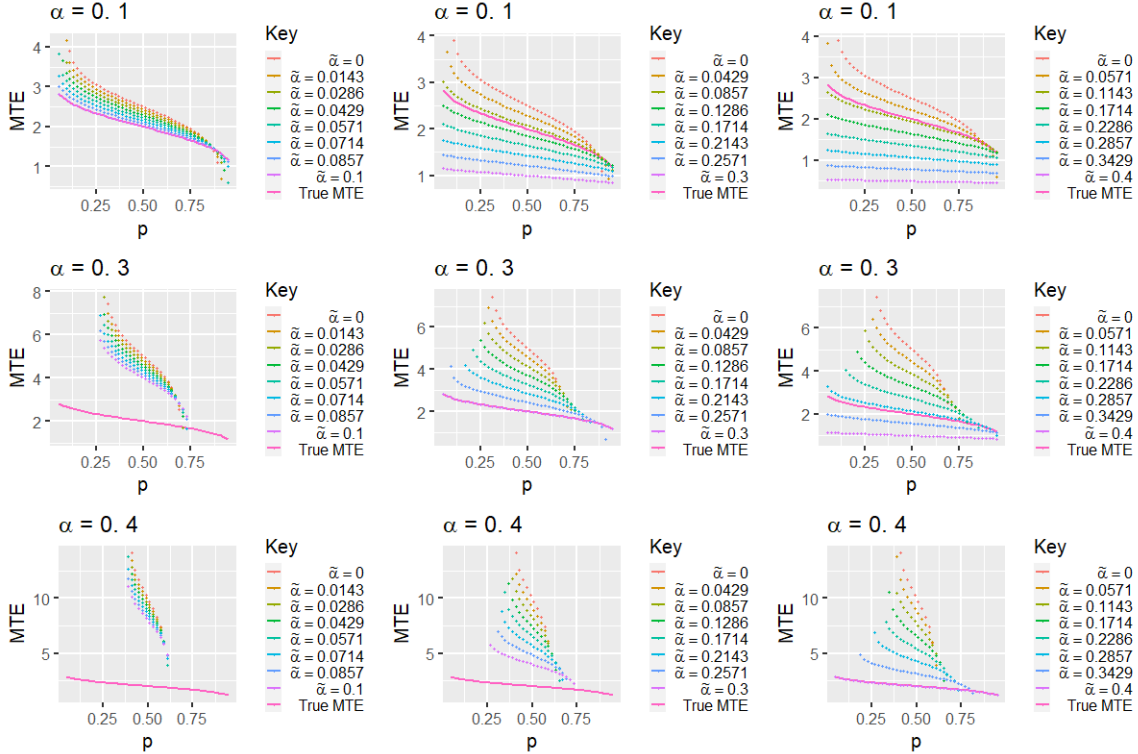 α = 0. 1
MTE
4
3
2
1
0.25 0.50 0.75
p
Key
α̃ = 0
α̃ = 0.0143
α̃ = 0.0286
α̃ = 0.0429
α̃ = 0.0571
α̃ = 0.0714
α̃ = 0.0857
α̃ = 0.1
True MTE
α = 0. 1
MTE
4
3
2
1
0.25 0.50 0.75
p
Key
α̃ = 0
α̃ = 0.0429
α̃ = 0.0857
α̃ = 0.1286
α̃ = 0.1714
α̃ = 0.2143
α̃ = 0.2571
α̃ = 0.3
True MTE
α = 0. 1
MTE
4
3
2
1
0.25 0.50 0.75
p
Key
α̃ = 0
α̃ = 0.0571
α̃ = 0.1143
α̃ = 0.1714
α̃ = 0.2286
α̃ = 0.2857
α̃ = 0.3429
α̃ = 0.4
True MTE
α = 0. 3
MTE
8
6
4
2
0.25 0.50 0.75
p
Key
α̃ = 0
α̃ = 0.0143
α̃ = 0.0286
α̃ = 0.0429
α̃ = 0.0571
α̃ = 0.0714
α̃ = 0.0857
α̃ = 0.1
True MTE
α = 0. 3
MTE
6
4
2
0.25 0.50 0.75
p
Key
α̃ = 0
α̃ = 0.0429
α̃ = 0.0857
α̃ = 0.1286
α̃ = 0.1714
α̃ = 0.2143
α̃ = 0.2571
α̃ = 0.3
True MTE
α = 0. 3
MTE
6
4
2
0.25 0.50 0.75
p
Key
α̃ = 0
α̃ = 0.0571
α̃ = 0.1143
α̃ = 0.1714
α̃ = 0.2286
α̃ = 0.2857
α̃ = 0.3429
α̃ = 0.4
True MTE
α = 0. 4
MTE
10
5
0.25 0.50 0.75
p
Key
α̃ = 0
α̃ = 0.0143
α̃ = 0.0286
α̃ = 0.0429
α̃ = 0.0571
α̃ = 0.0714
α̃ = 0.0857
α̃ = 0.1
True MTE
α = 0. 4
MTE
10
5
0.25 0.50 0.75
p
Key
α̃ = 0
α̃ = 0.0429
α̃ = 0.0857
α̃ = 0.1286
α̃ = 0.1714
α̃ = 0.2143
α̃ = 0.2571
α̃ = 0.3
True MTE
α = 0. 4
MTE
10
5
0.25 0.50 0.75
p
Key
α̃ = 0
α̃ = 0.0571
α̃ = 0.1143
α̃ = 0.1714
α̃ = 0.2286
α̃ = 0.2857
α̃ = 0.3429
α̃ = 0.4
True MTE